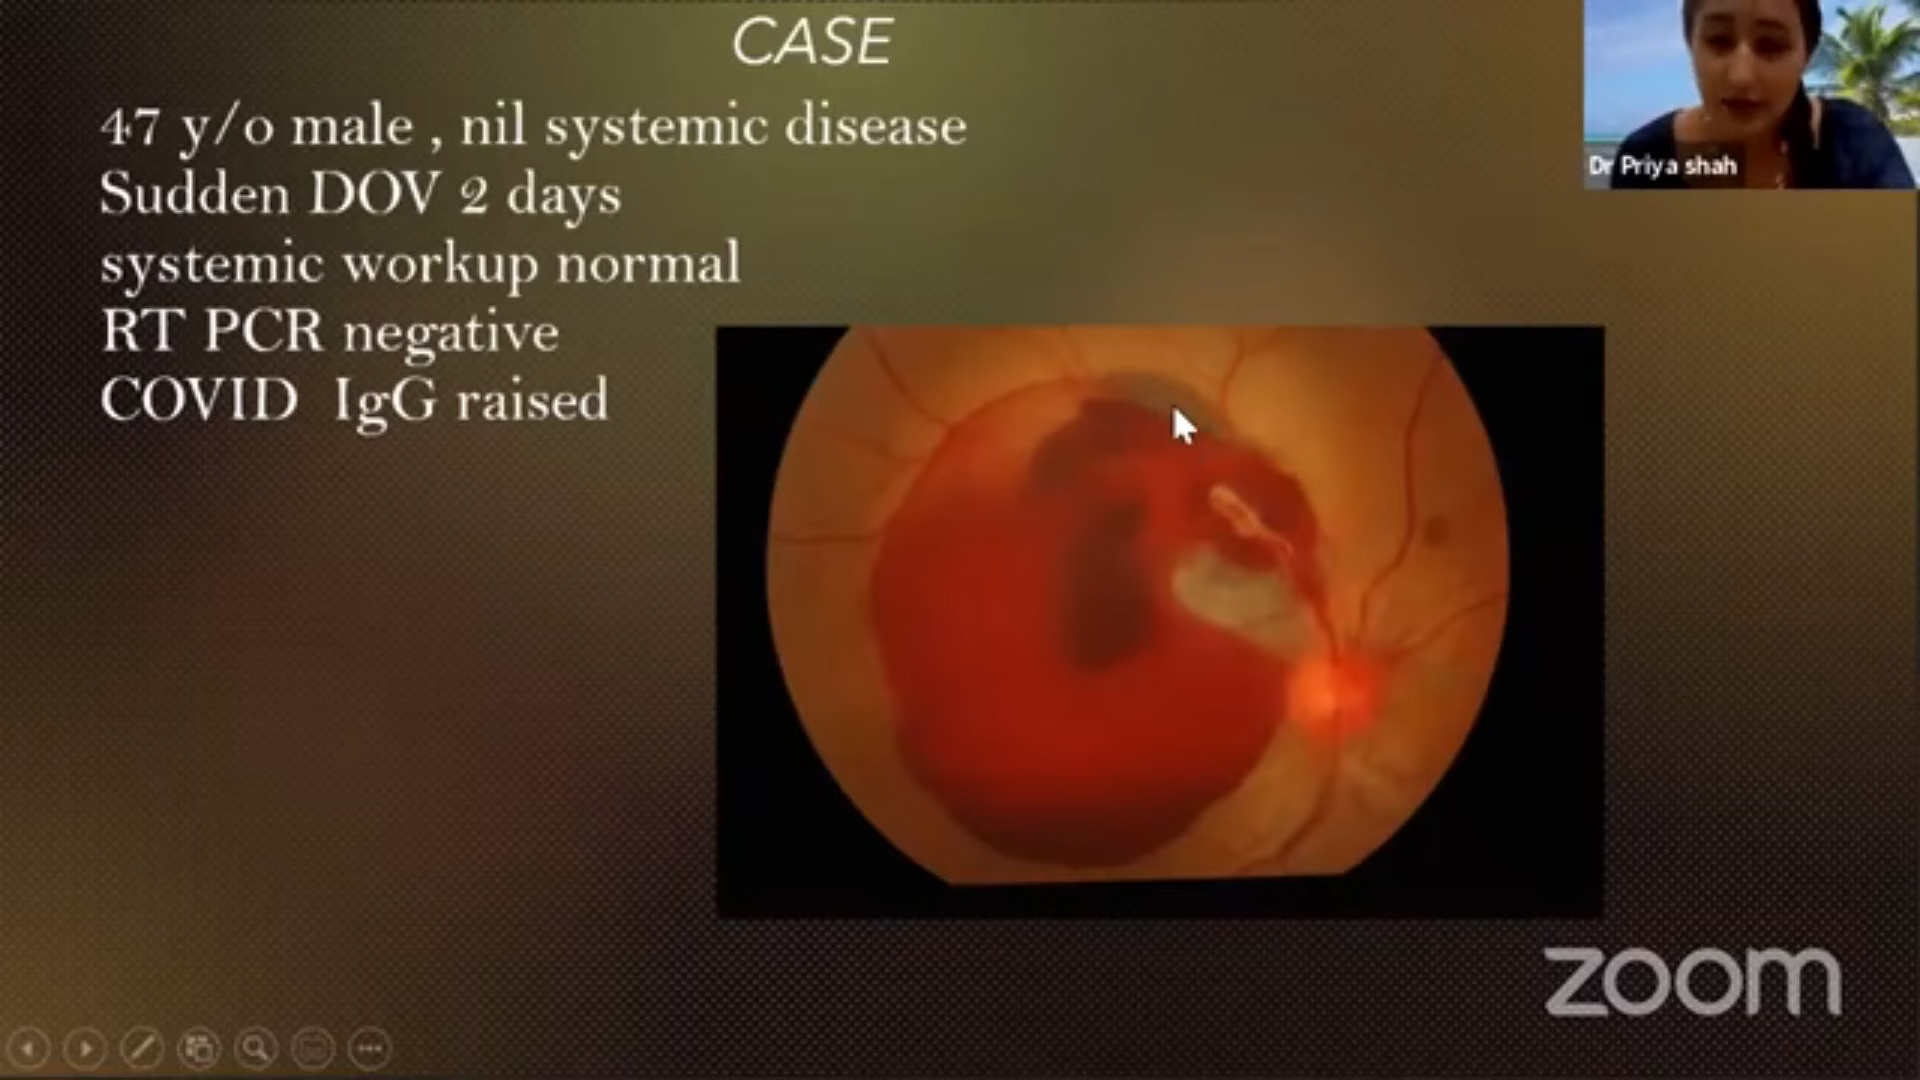 CASE
47 y/o male , nil systemic disease
Sudden DOV 2 days
systemic workup normal
RT PCR negative
COVID IgG raised
Dr Priya shah
zoom